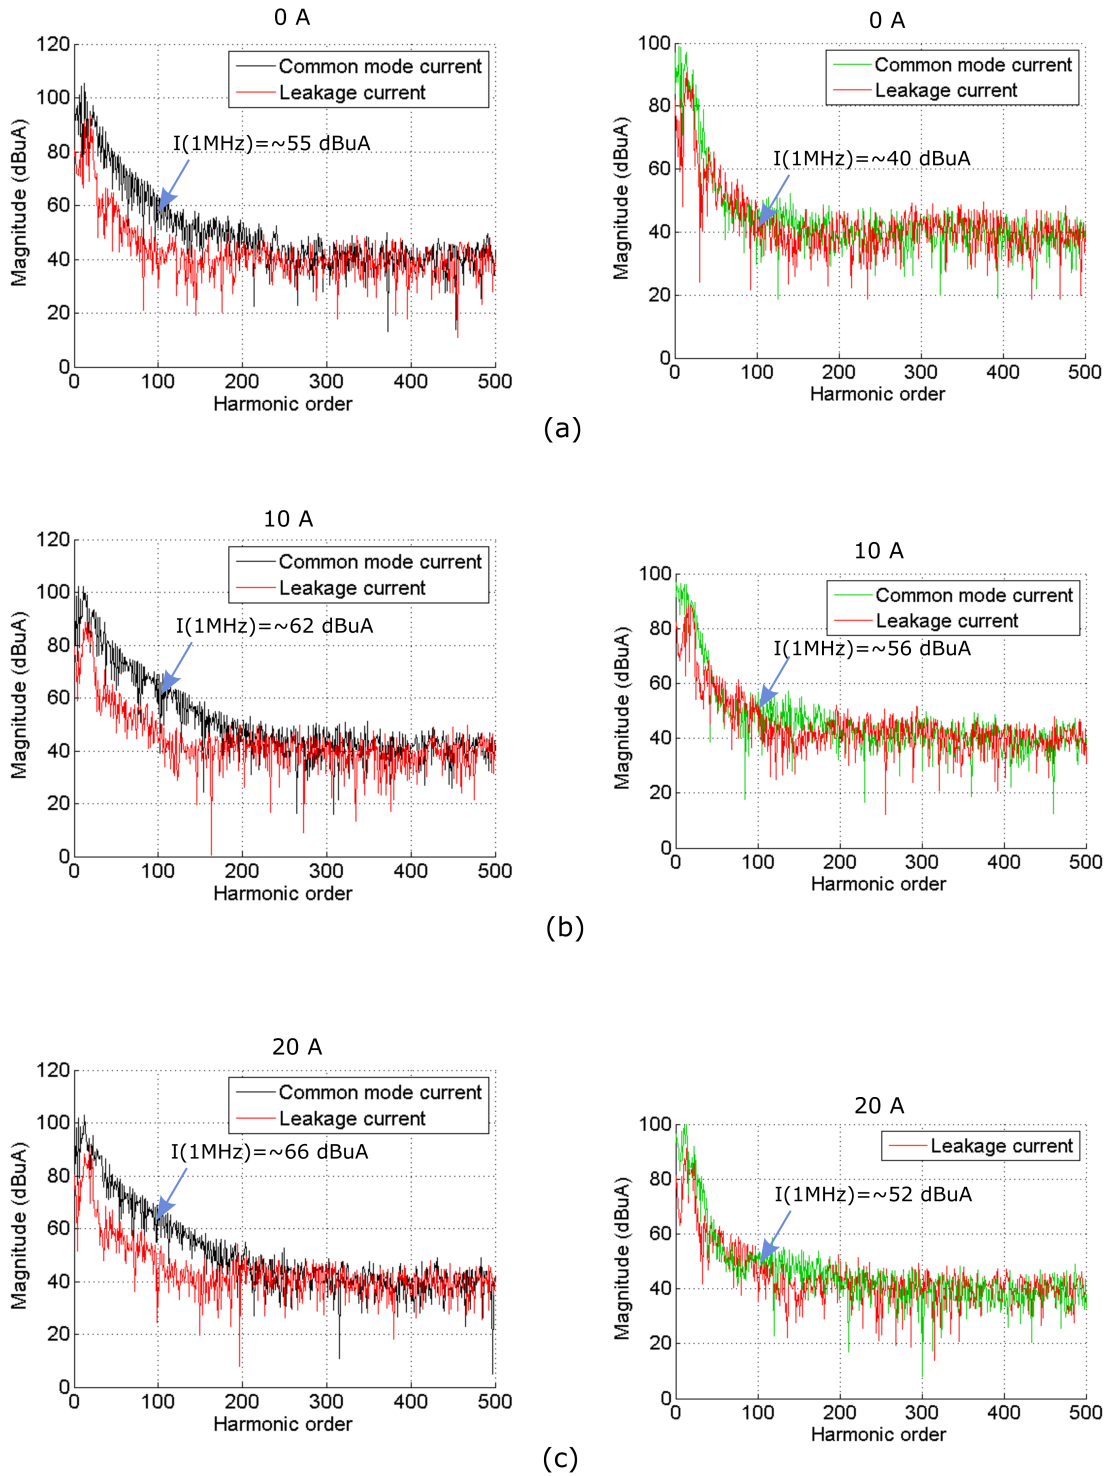 0 A
120
100
80
60
40
20
0
Magnitude (dBuA)
Common mode current
Leakage current
I(1MHz)=~55 dBuA
0 100 200 300 400 500
Harmonic order
0 A
100
80
60
40
20
0
Magnitude (dBuA)
Common mode current
Leakage current
I(1MHz)=~40 dBuA
0 100 200 300 400 500
Harmonic order
(a)
10 A
120
100
80
60
40
20
0
Magnitude (dBuA)
Common mode current
Leakage current
I(1MHz)=~62 dBuA
0 100 200 300 400 500
Harmonic order
10 A
100
80
60
40
20
0
Magnitude (dBuA)
Common mode current
Leakage current
I(1MHz)=~56 dBuA
0 100 200 300 400 500
Harmonic order
(b)
20 A
120
100
80
60
40
20
0
Magnitude (dBuA)
Common mode current
Leakage current
I(1MHz)=~66 dBuA
0 100 200 300 400 500
Harmonic order
20 A
100
80
60
40
20
0
Magnitude (dBuA)
Leakage current
I(1MHz)=~52 dBuA
0 100 200 300 400 500
Harmonic order
(c)